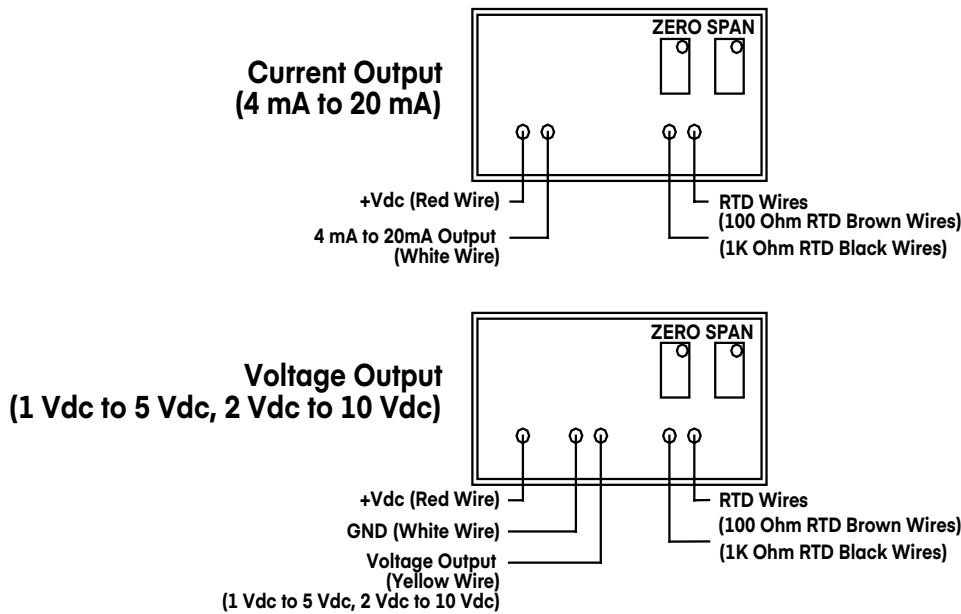 ZERO SPAN
Current Output
(4 mA to 20 mA)
+Vdc (Red Wire)
4 mA to 20mA Output
(White Wire)
RTD Wires
(100 Ohm RTD Brown Wires)
(1K Ohm RTD Black Wires)
ZERO SPAN
Voltage Output
(1 Vdc to 5 Vdc, 2 Vdc to 10 Vdc)
+Vdc (Red Wire)
GND (White Wire)
Voltage Output
(Yellow Wire)
(1 Vdc to 5 Vdc, 2 Vdc to 10 Vdc)
RTD Wires
(100 Ohm RTD Brown Wires)
(1K Ohm RTD Black Wires)